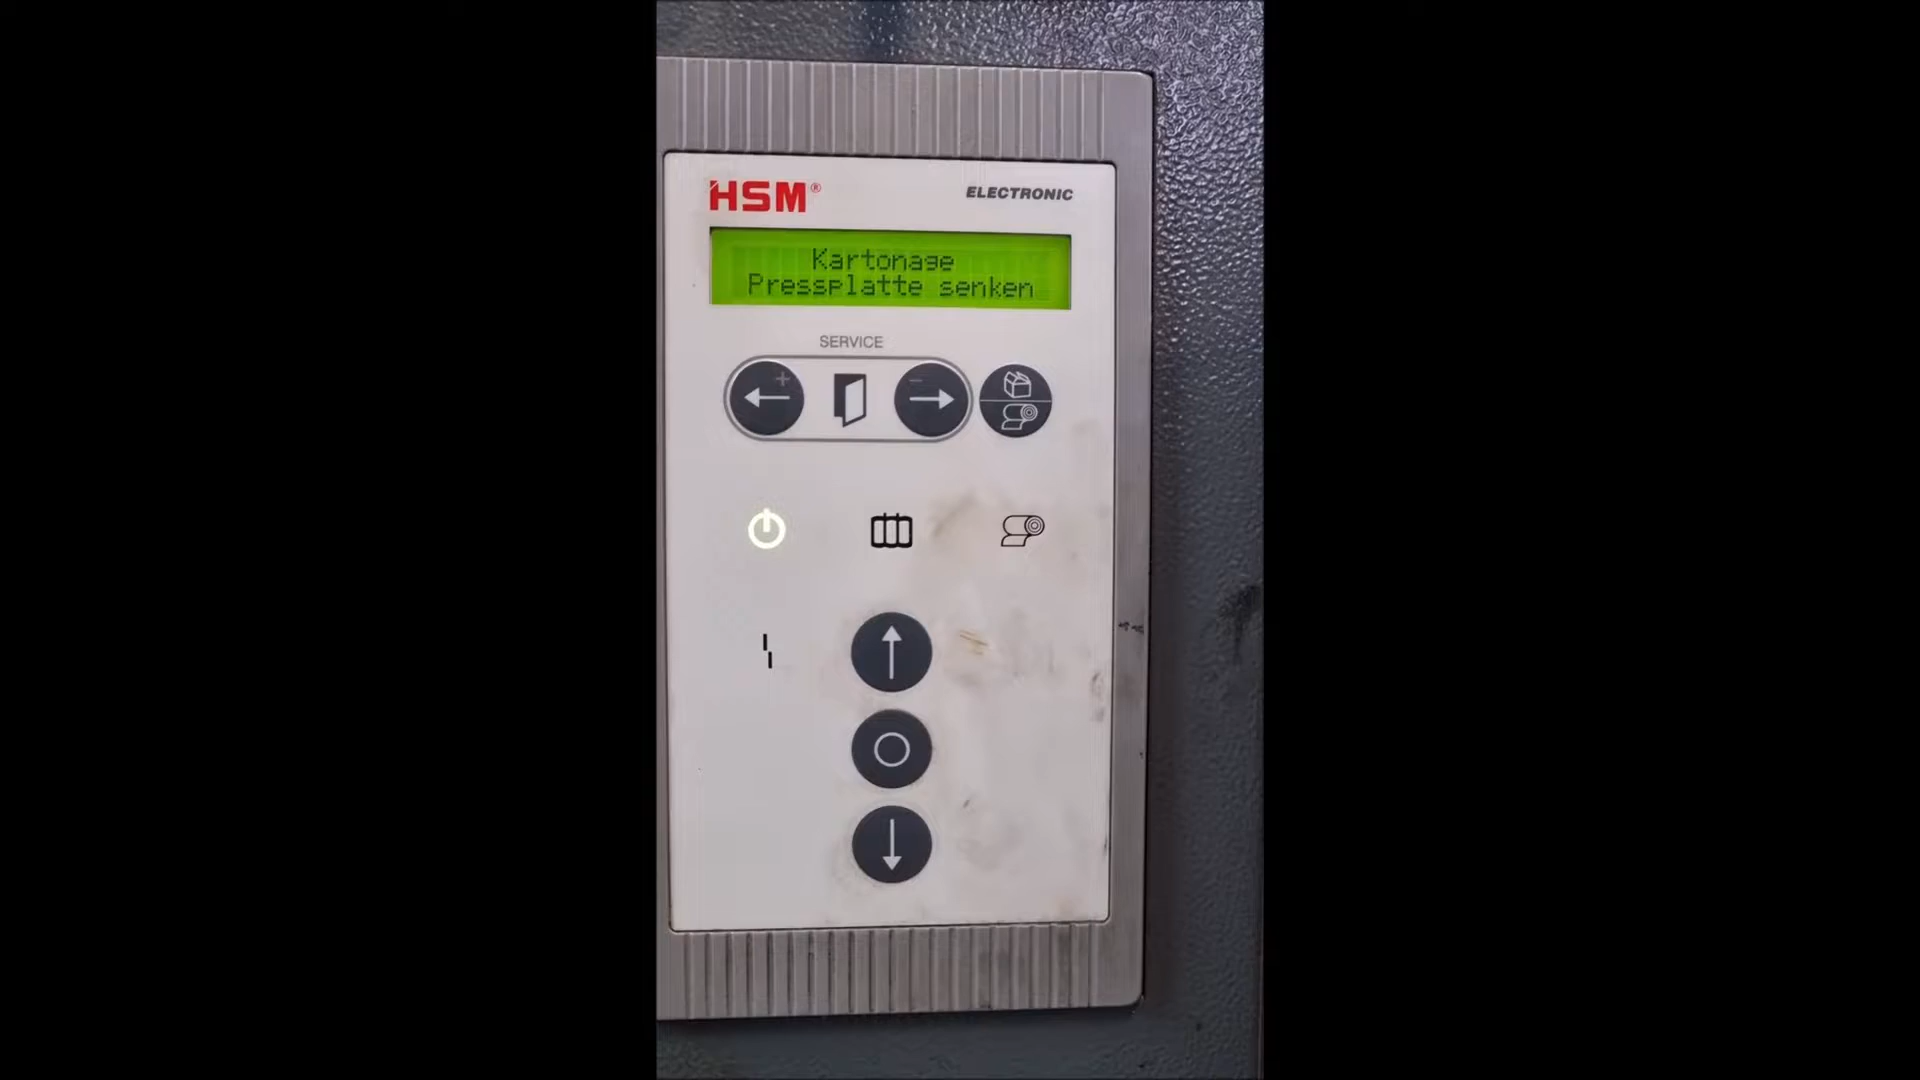 HSM®
ELECTRONIC
Kartonage
Pressplatte senken
SERVICE